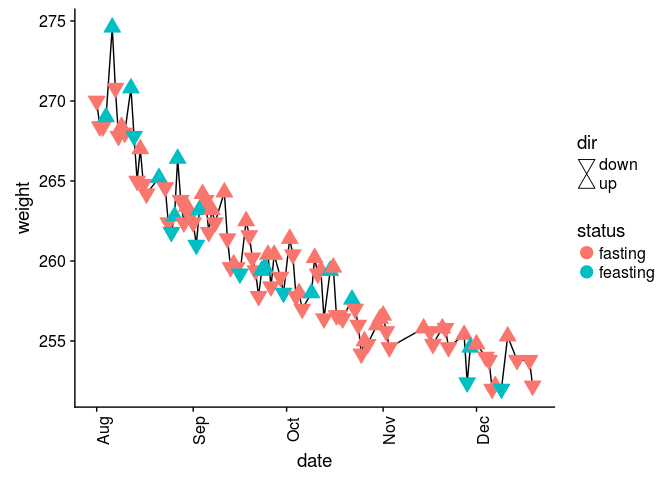 275
270
265
260
255
weight
Aug
Sep
Oct
Nov
Dec
date
dir
down
up
status
fasting
feasting